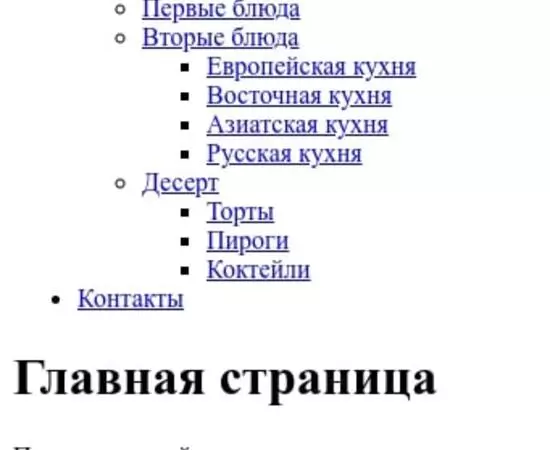 Первые блюда
Вторые блюда
Европейская кухня
Восточная кухня
Азиатская кухня
Русская кухня
Десерт
Торты
Пироги
Коктейли
Контакты
Главная страница